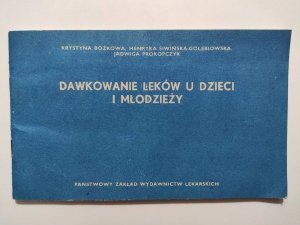 KRYSTYNA BOŻKOWA, HENRYKA SIWIŃSKA-GOŁĘBIOWSKA,
JADWIGA PROKOPCZYK
DAWKOWANIE LEKÓW U DZIECI
I MŁODZIEŻY
PAŃSTWOWY ZAKŁAD WYDAWNICTW LEKARSKICH